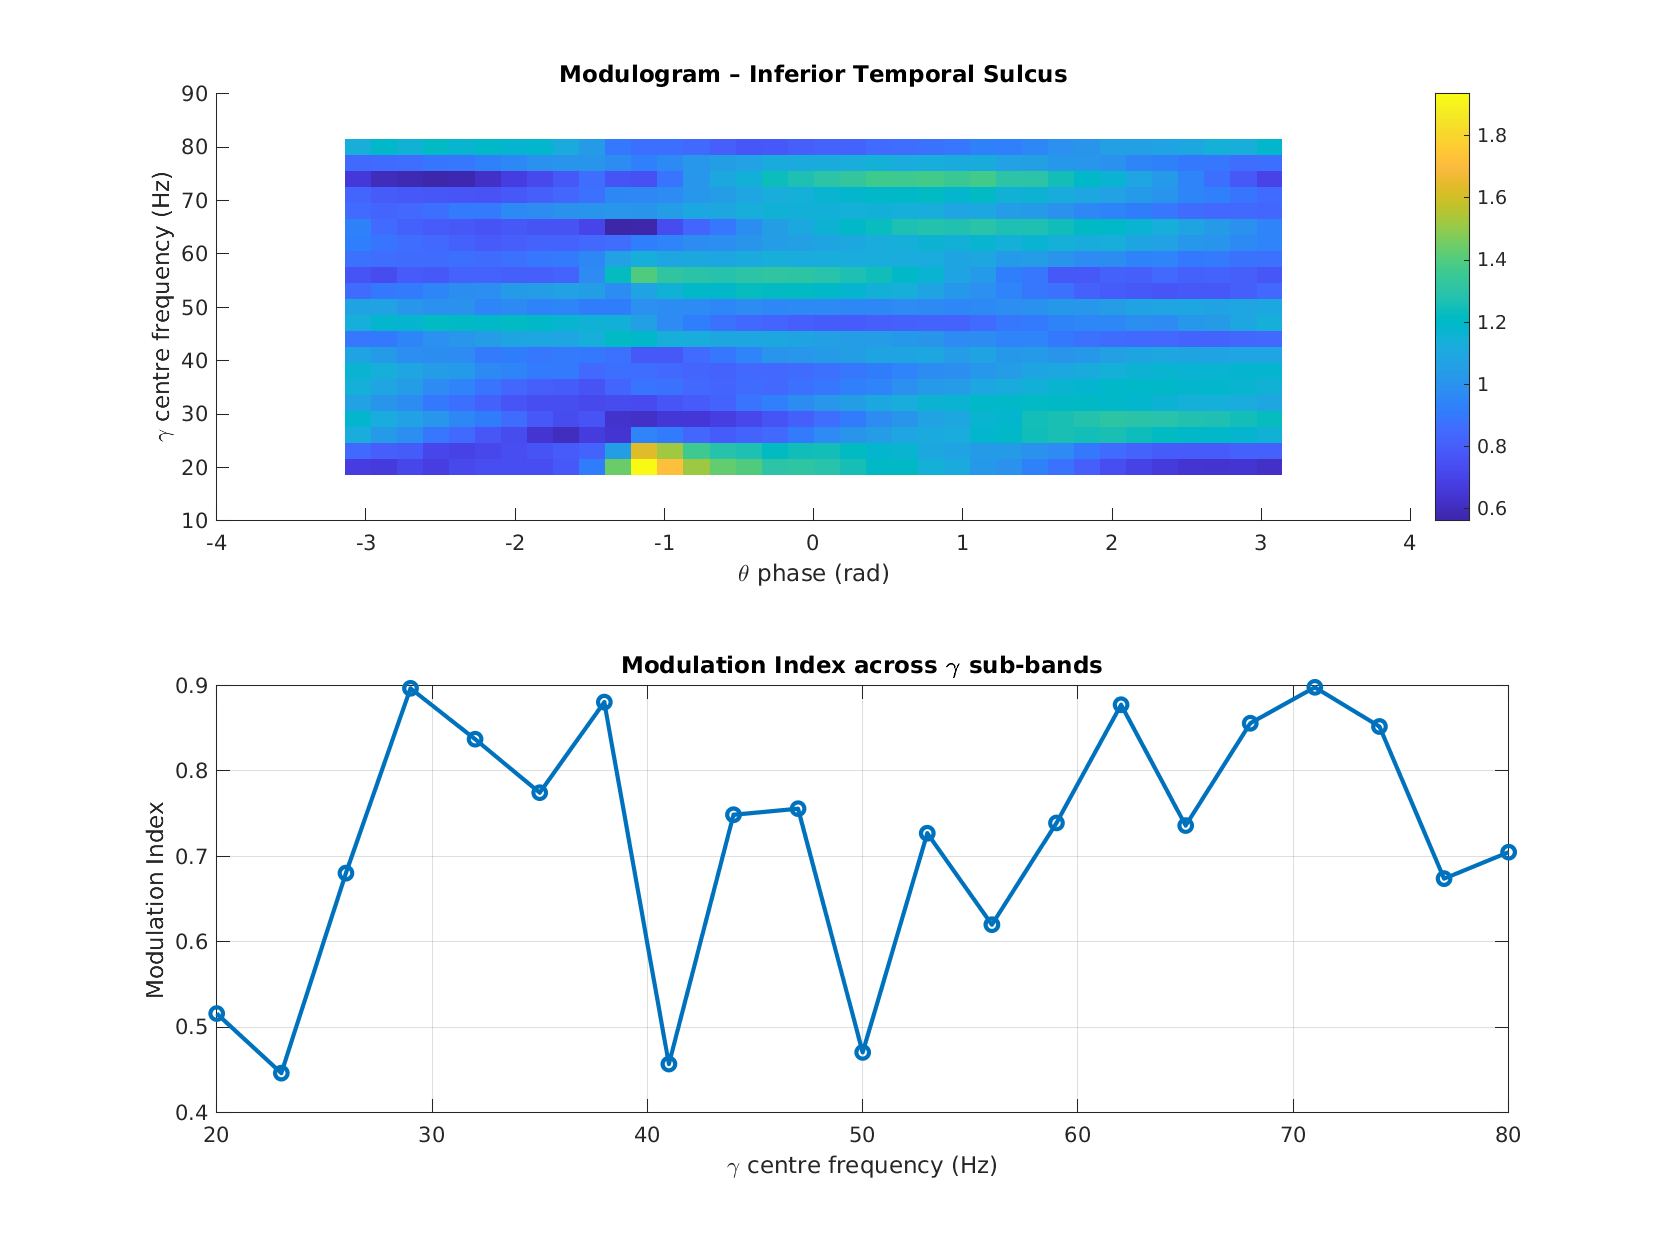 Modulogram – Inferior Temporal Sulcus
γ centre frequency (Hz)
90
80
70
60
50
40
30
20
10
-4 -3 -2 -1 0 1 2 3 4
θ phase (rad)
1.8
1.6
1.4
1.2
1
0.8
0.6
Modulation Index across γ sub-bands
Modulation Index
0.9
0.8
0.7
0.6
0.5
0.4
20 30 40 50 60 70 80
γ centre frequency (Hz)